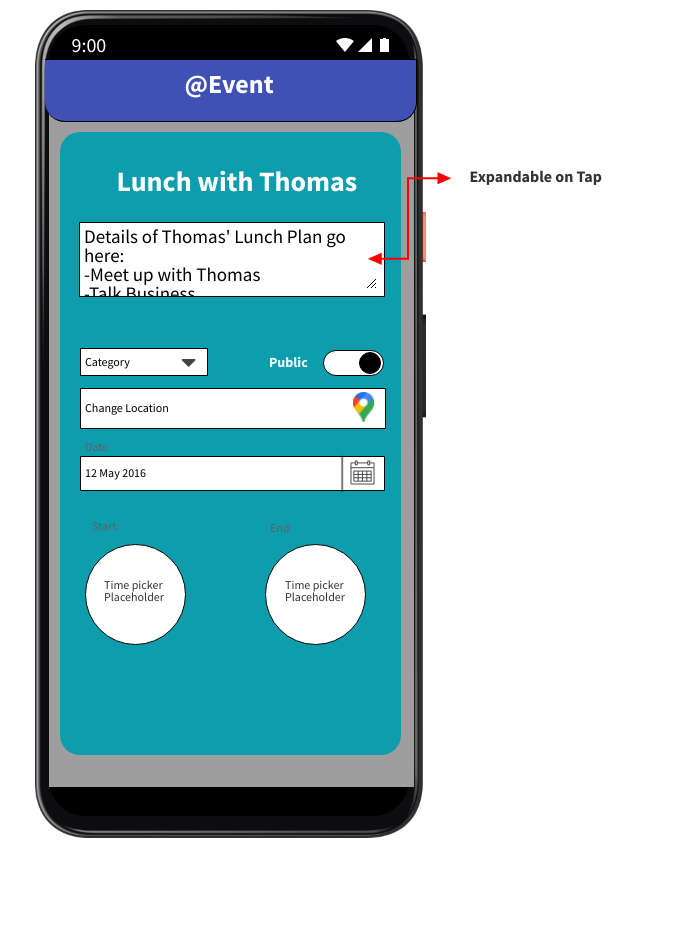 9:00
@Event
Lunch with Thomas
Expandable on Tap
Details of Thomas' Lunch Plan go
here:
-Meet up with Thomas
-Talk Business
Category
Public
Change Location
Date
12 May 2016
Start:
End:
Time picker
Placeholder
Time picker
Placeholder